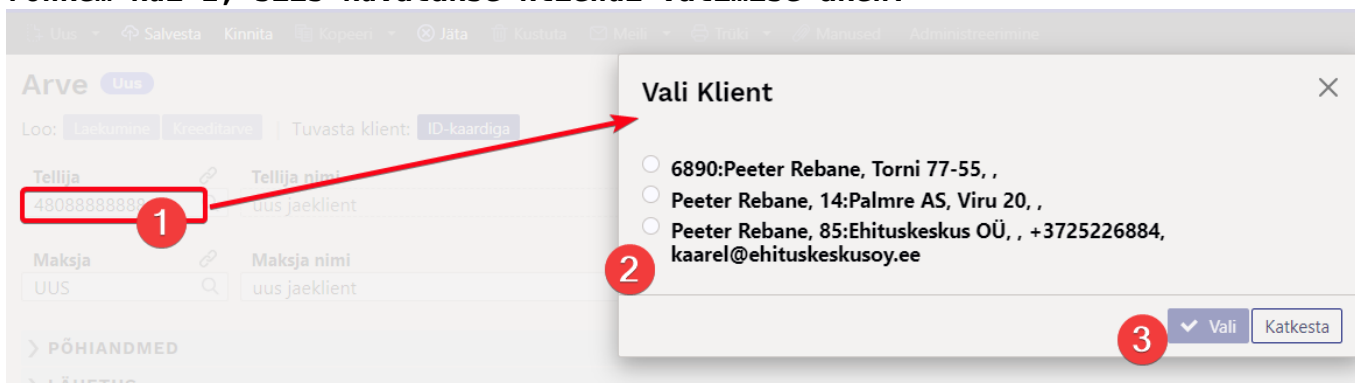 Uus Salvesta Kinnita Kopeeri Jäta Kustuta Meili Trüki Manused Administreerimine
Arve Uus
Loo: Laekumine Kreeditarve Tuvasta klient: ID-kaardiga
Tellija Tellija nimi
48088888888 uus jaeklient
1
Maksja Maksja nimi
UUS uus jaeklient
PÕHIANDMED
Vali Klient
6890:Peeter Rebane, Torni 77-55, ,
Peeter Rebane, 14:Palmre AS, Viru 20, ,
Peeter Rebane, 85:Ehituskeskus OÜ, , +3725226884,
kaarel@ehituskeskusoy.ee
2
3 Vali Katkesta